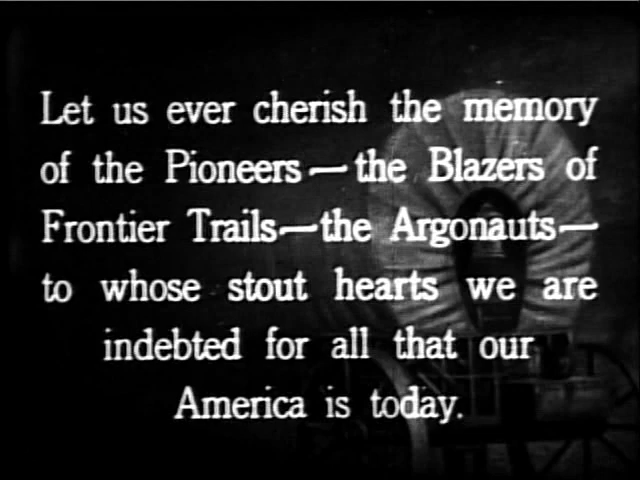 Let us ever cherish the memory
of the Pioneers—the Blazers of
Frontier Trails—the Argonauts—
to whose stout hearts we are
indebted for all that our
America is today.